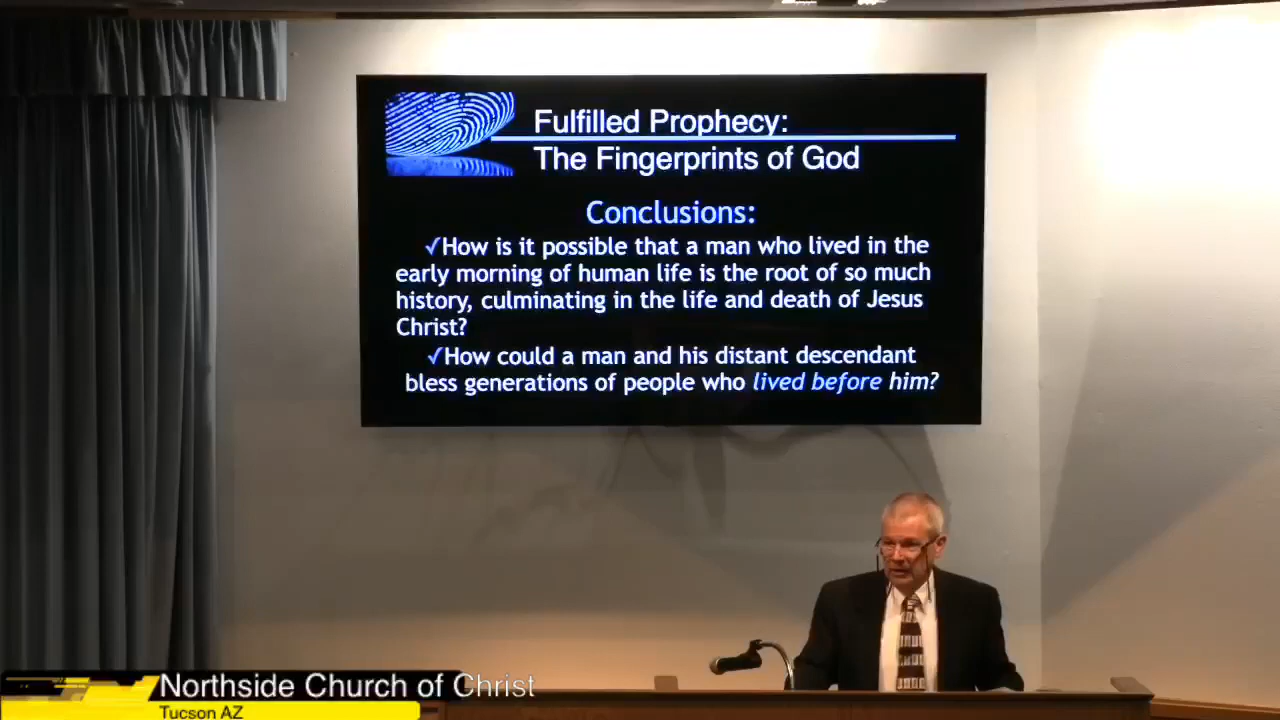 Fulfilled Prophecy:
The Fingerprints of God
Conclusions:
✓How is it possible that a man who lived in the
early morning of human life is the root of so much
history, culminating in the life and death of Jesus
Christ?
✓How could a man and his distant descendant
bless generations of people who lived before him?
Northside Church of Christ
Tucson AZ